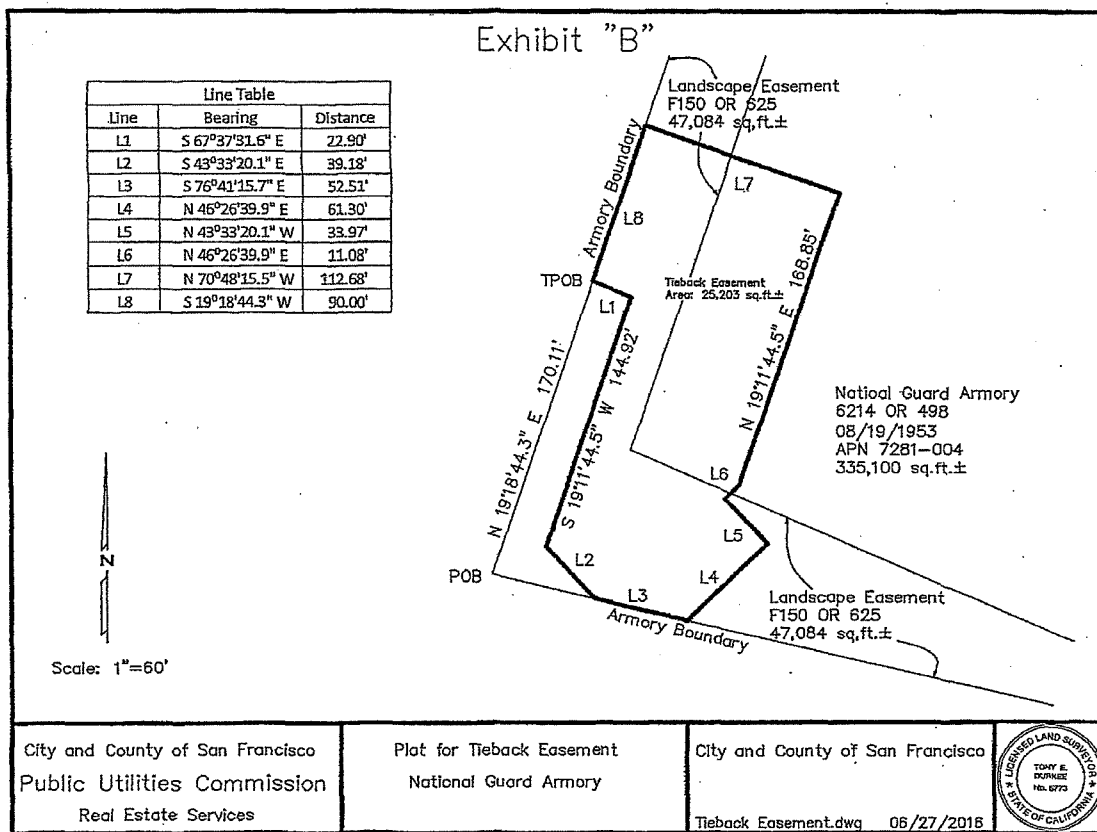 Exhibit "B"
Line Table
Line Bearing Distance
L1 S 67°37'31.6" E 22.90'
L2 S 43°33'20.1" E 39.18'
L3 S 76°41'15.7" E 52.51'
L4 N 46°26'39.9" E 61.30'
L5 N 43°33'20.1" W 33.97'
L6 N 46°26'39.9" E 11.08'
L7 N 70°48'15.5" W 112.68'
L8 S 19°18'44.3" W 90.00'
Landscape Easement
F150 OR 625
47,084 sq.ft.±
Armory Boundary
L8
L7
TPOB
L1
Tieback Easement
Area: 25,203 sq.ft.±
N 19°11'44.5" E 168.85'
N 19°18'44.3" E 170.11'
S 19°11'44.5" W 144.92'
Natioal Guard Armory
6214 OR 498
08/19/1953
APN 7281-004
335,100 sq.ft.±
L6
L5
L2
L4
L3
POB
Armory Boundary
Landscape Easement
F150 OR 625
47,084 sq.ft.±
N
Scale: 1"=60'
City and County of San Francisco
Public Utilities Commission
Real Estate Services
Plat for Tieback Easement
National Guard Armory
City and County of San Francisco
Tieback Easement.dwg 06/27/2016
LICENSED LAND SURVEYOR
TONY E.
DURKEE
No. 5773
STATE OF CALIFORNIA